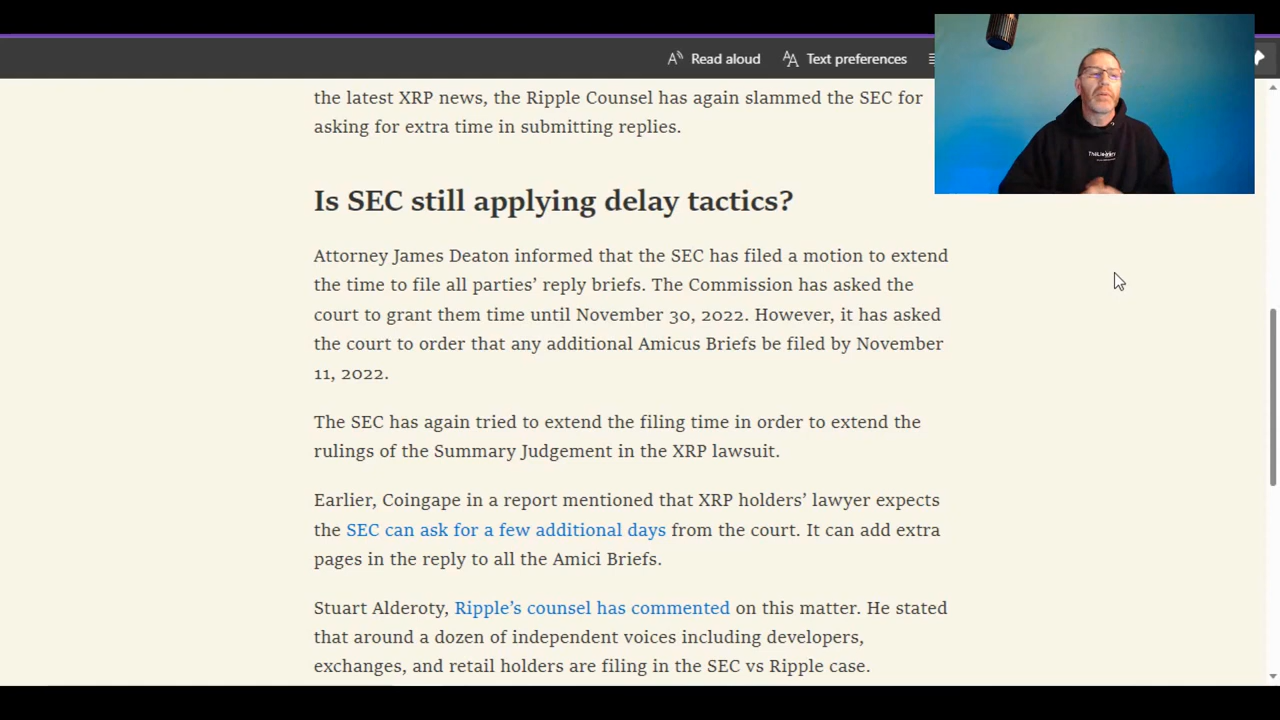 Read aloud
Text preferences
the latest XRP news, the Ripple Counsel has again slammed the SEC for
asking for extra time in submitting replies.
Is SEC still applying delay tactics?
Attorney James Deaton informed that the SEC has filed a motion to extend
the time to file all parties’ reply briefs. The Commission has asked the
court to grant them time until November 30, 2022. However, it has asked
the court to order that any additional Amicus Briefs be filed by November
11, 2022.
The SEC has again tried to extend the filing time in order to extend the
rulings of the Summary Judgement in the XRP lawsuit.
Earlier, Coingape in a report mentioned that XRP holders’ lawyer expects
the SEC can ask for a few additional days from the court. It can add extra
pages in the reply to all the Amici Briefs.
Stuart Alderoty, Ripple’s counsel has commented on this matter. He stated
that around a dozen of independent voices including developers,
exchanges, and retail holders are filing in the SEC vs Ripple case.